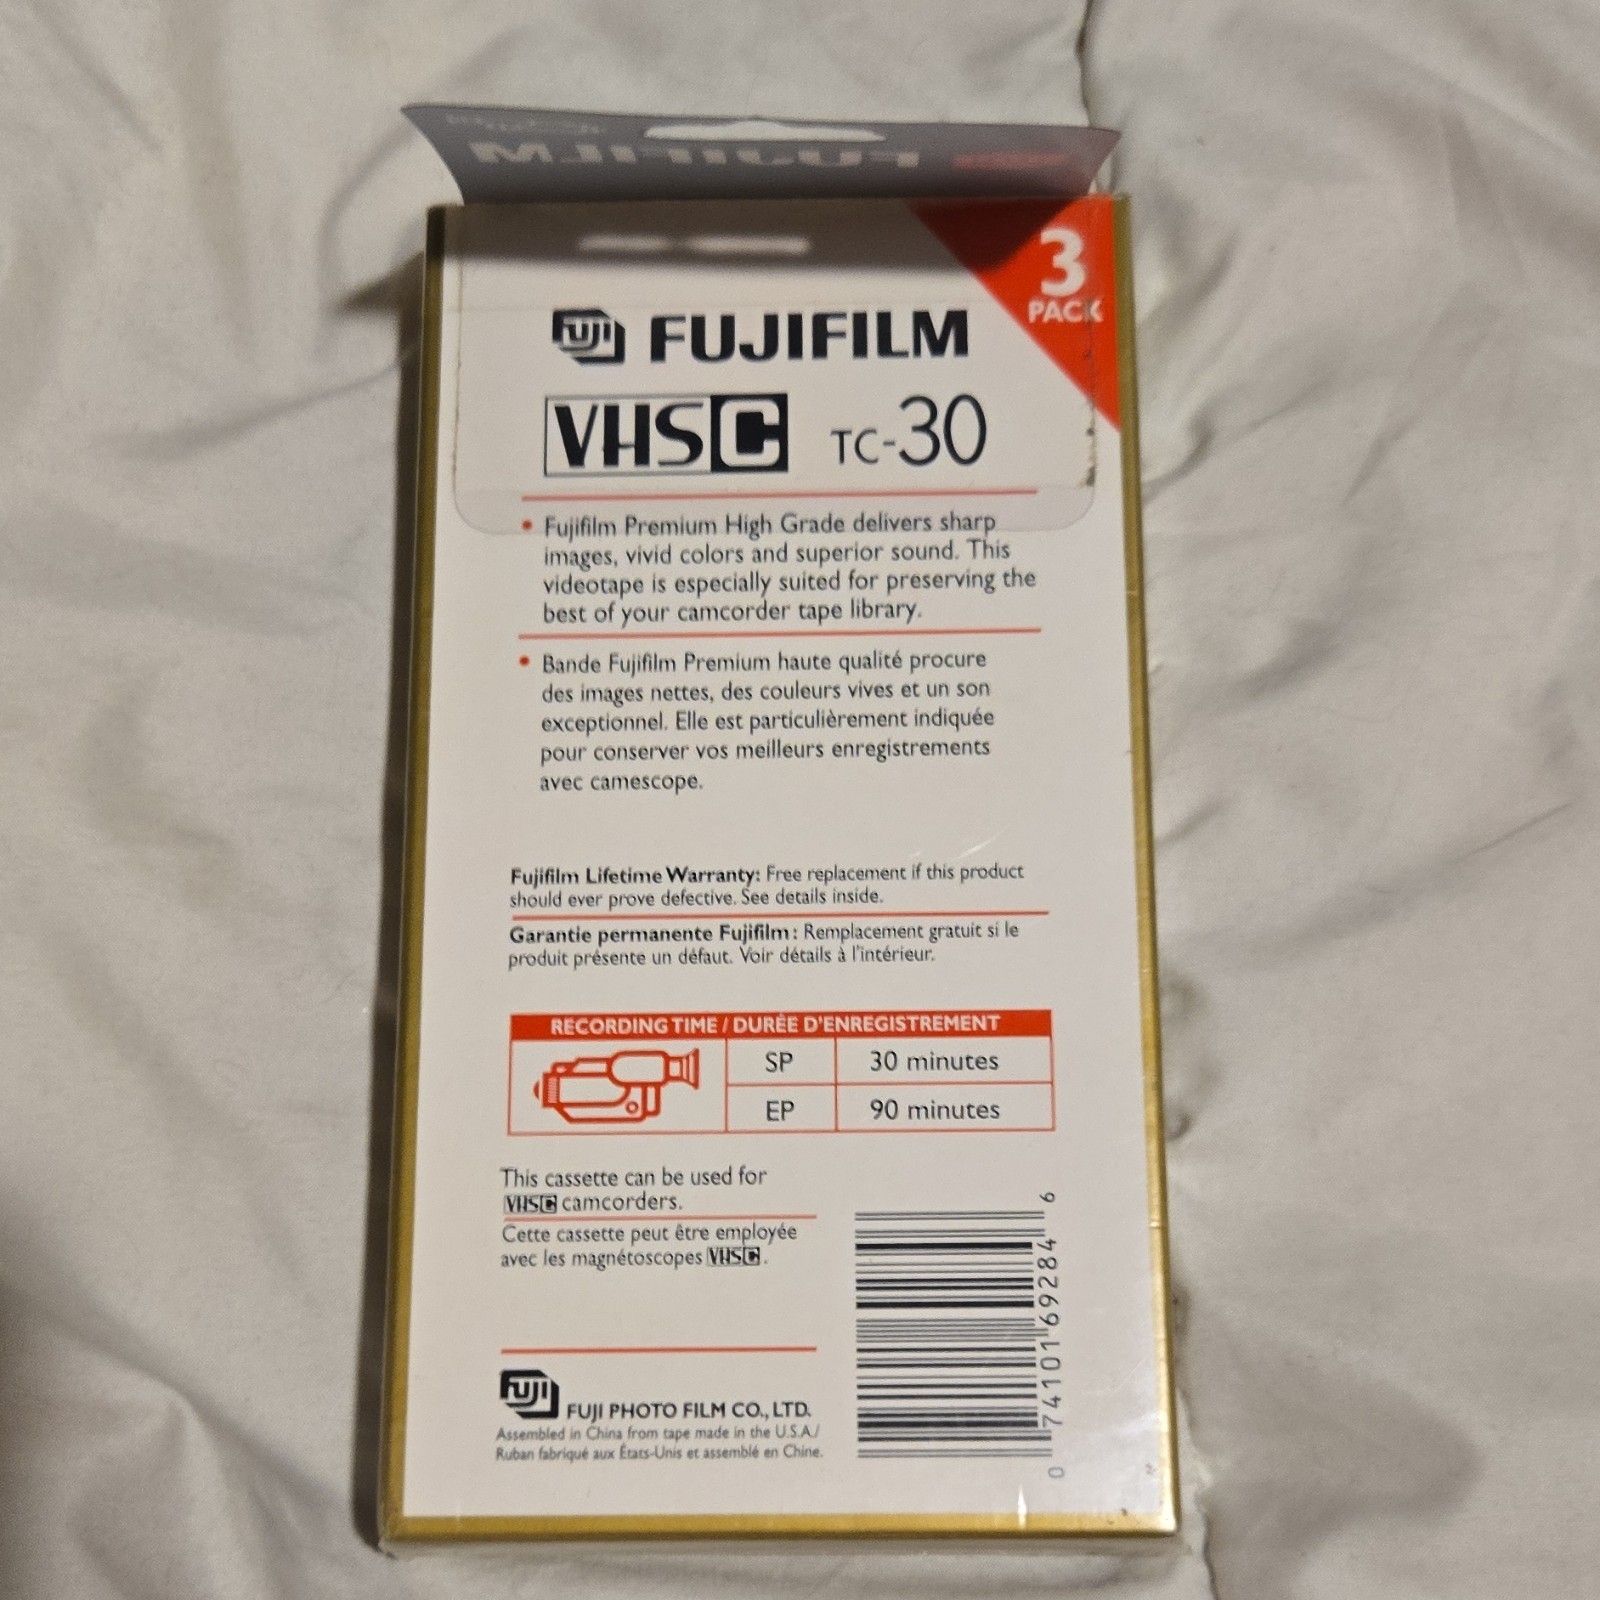 FUJIFILM
3
PACK
FUJI FUJIFILM
VHSC TC-30
• Fujifilm Premium High Grade delivers sharp
images, vivid colors and superior sound. This
videotape is especially suited for preserving the
best of your camcorder tape library.
• Bande Fujifilm Premium haute qualité procure
des images nettes, des couleurs vives et un son
exceptionnel. Elle est particulièrement indiquée
pour conserver vos meilleurs enregistrements
avec camescope.
Fujifilm Lifetime Warranty: Free replacement if this product
should ever prove defective. See details inside.
Garantie permanente Fujifilm: Remplacement gratuit si le
produit présente un défaut. Voir détails à l'intérieur.
RECORDING TIME / DURÉE D'ENREGISTREMENT
SP 30 minutes
EP 90 minutes
This cassette can be used for
VHSC camcorders.
Cette cassette peut être employée
avec les magnétoscopes VHSC.
0 74101 69284 6
FUJI FUJI PHOTO FILM CO., LTD.
Assembled in China from tape made in the U.S.A./
Ruban fabriqué aux États-Unis et assemblé en Chine.